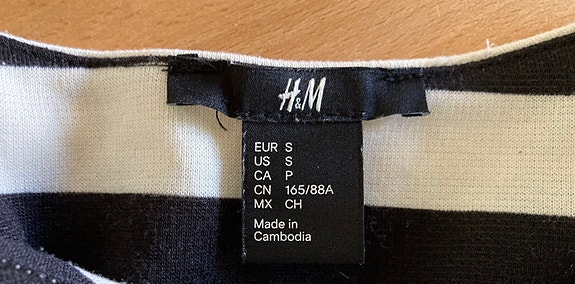 H&M
EUR S
US S
CA P
CN 165/88A
MX CH
Made in
Cambodia